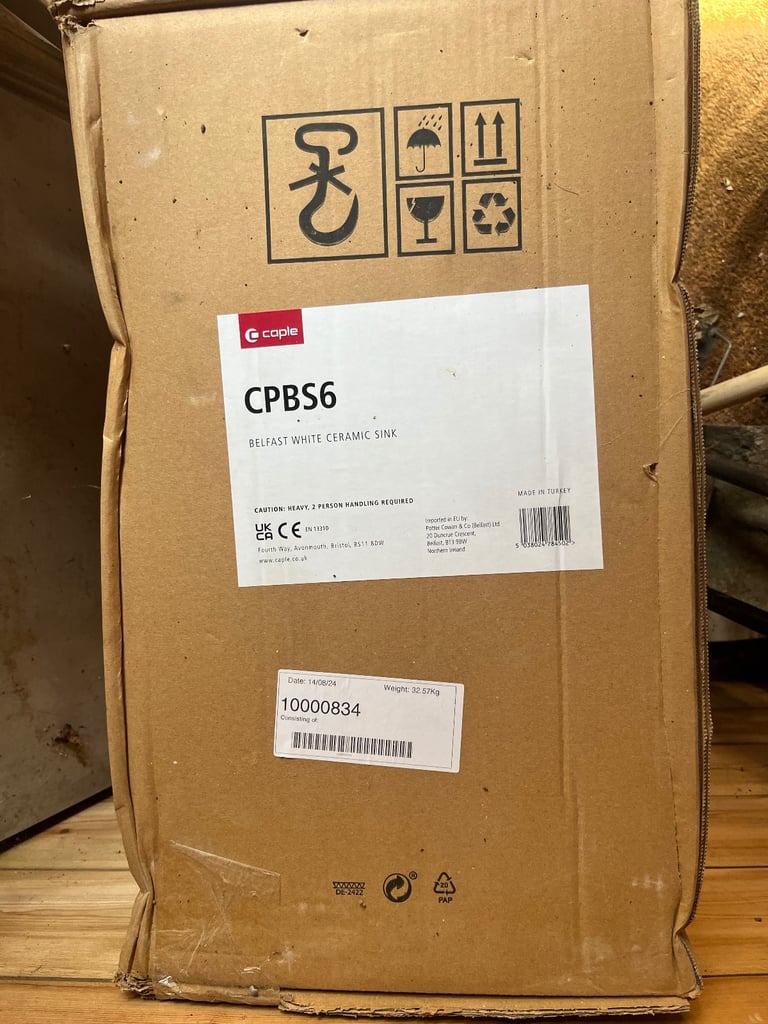 caple
CPBS6
BELFAST WHITE CERAMIC SINK
CAUTION: HEAVY, 2 PERSON HANDLING REQUIRED
MADE IN TURKEY
UK
CA
CE EN 13310
Fourth Way, Avonmouth, Bristol, BS11 8DW
www.caple.co.uk
Imported in EU by:
Potter Cowan & Co (Belfast) Ltd
20 Duncrue Crescent,
Belfast, BT3 9BW
Northern Ireland
5 038024 784502 >
Date: 14/08/24
Weight: 32.57Kg
10000834
Consisting of:
DE-2422
®
20
PAP